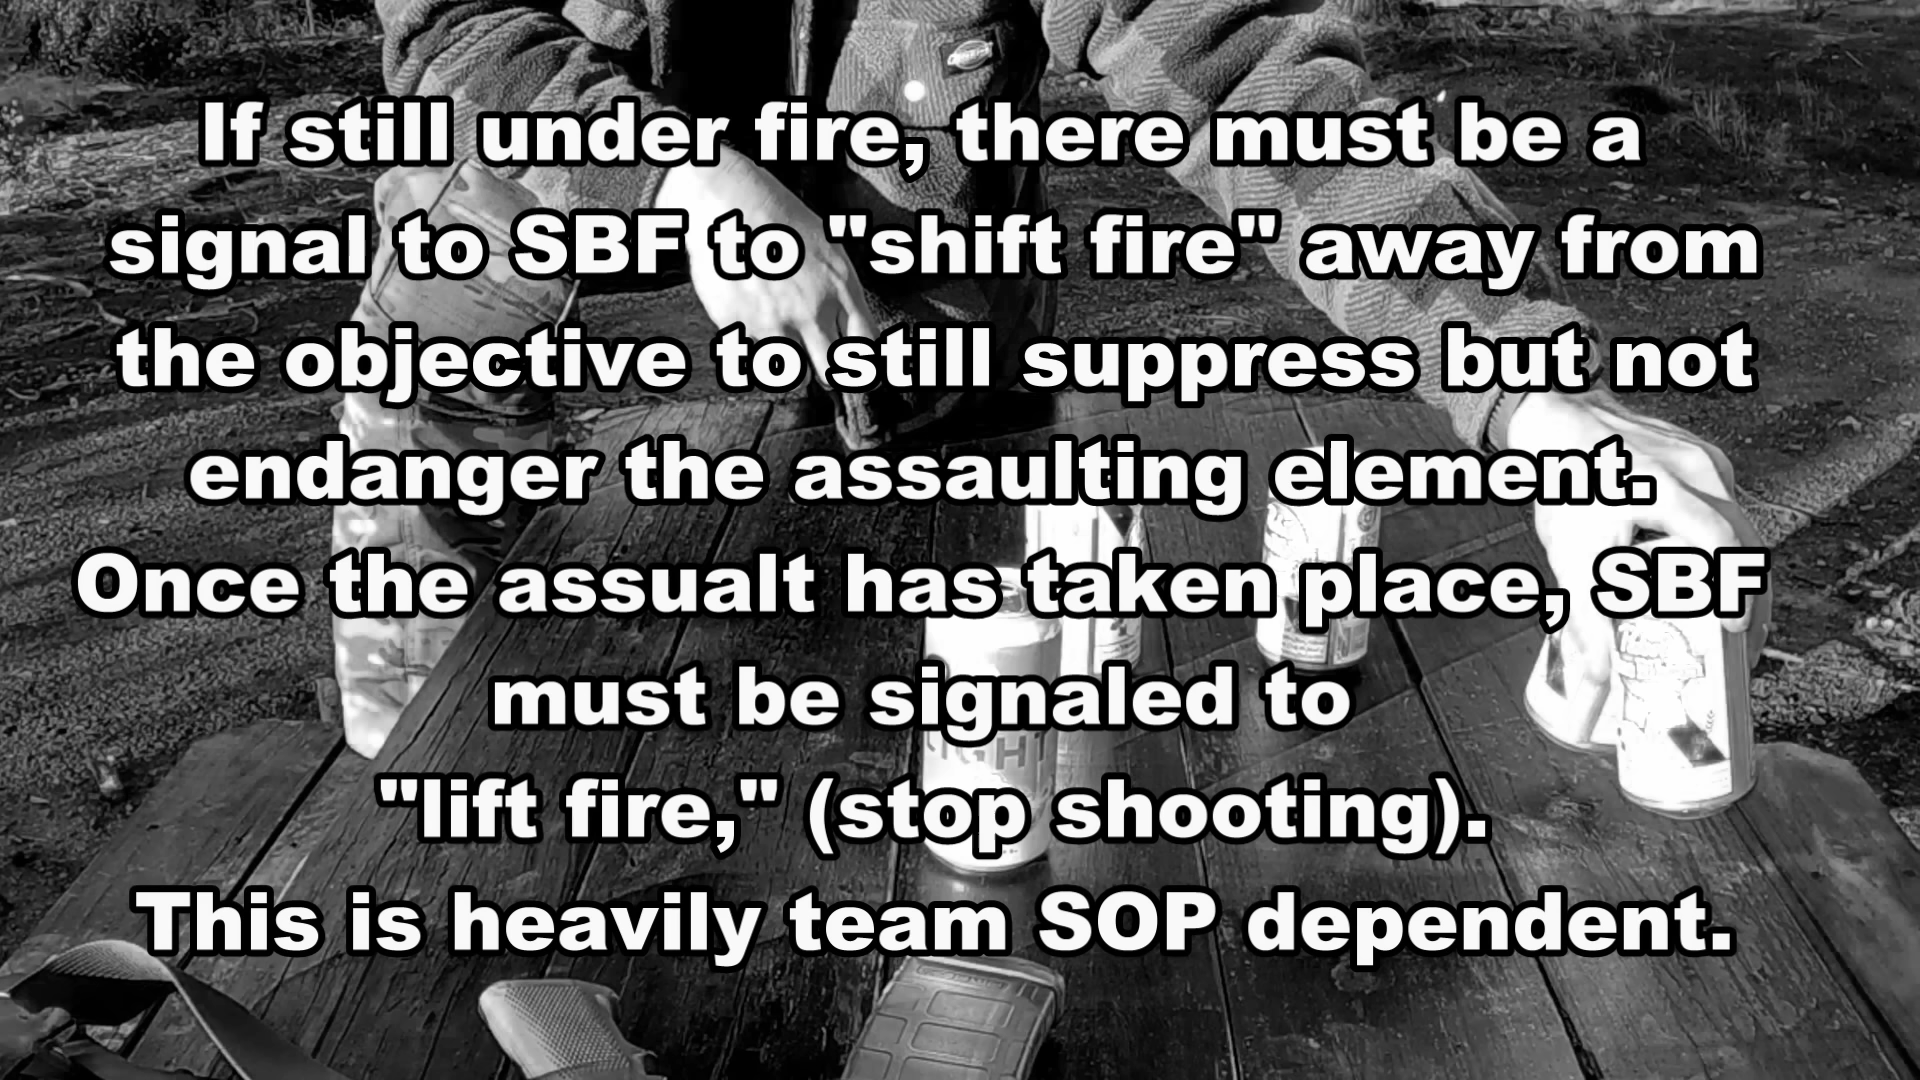 If still under fire, there must be a
signal to SBF to "shift fire" away from
the objective to still suppress but not
endanger the assaulting element.
Once the assualt has taken place, SBF
must be signaled to
"lift fire," (stop shooting).
This is heavily team SOP dependent.